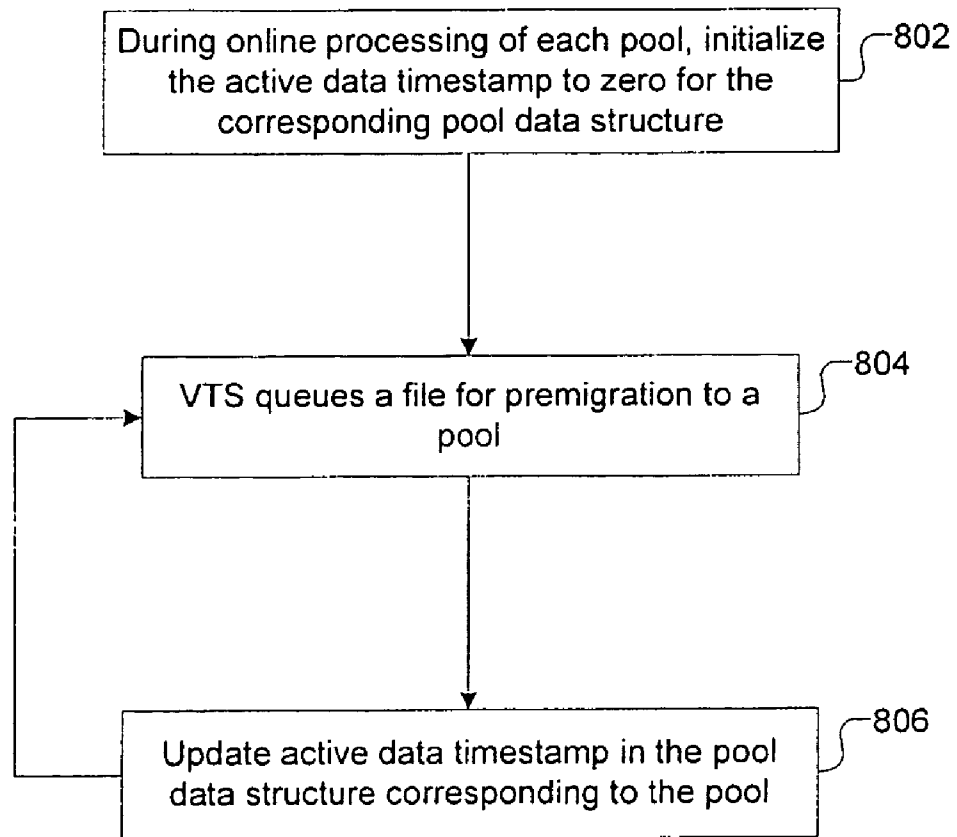 During online processing of each pool, initialize
the active data timestamp to zero for the
corresponding pool data structure
802
VTS queues a file for premigration to a
pool
804
Update active data timestamp in the pool
data structure corresponding to the pool
806